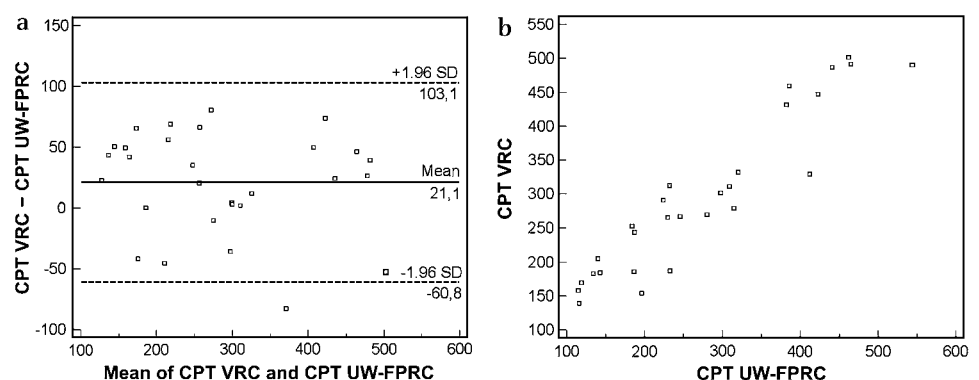 a
CPT VRC – CPT UW-FPRC
150
100
50
0
-50
-100
+1.96 SD
103,1
Mean
21,1
-1.96 SD
-60,8
100 200 300 400 500 600
Mean of CPT VRC and CPT UW-FPRC
b
CPT VRC
550
500
450
400
350
300
250
200
150
100
100 200 300 400 500 600
CPT UW-FPRC